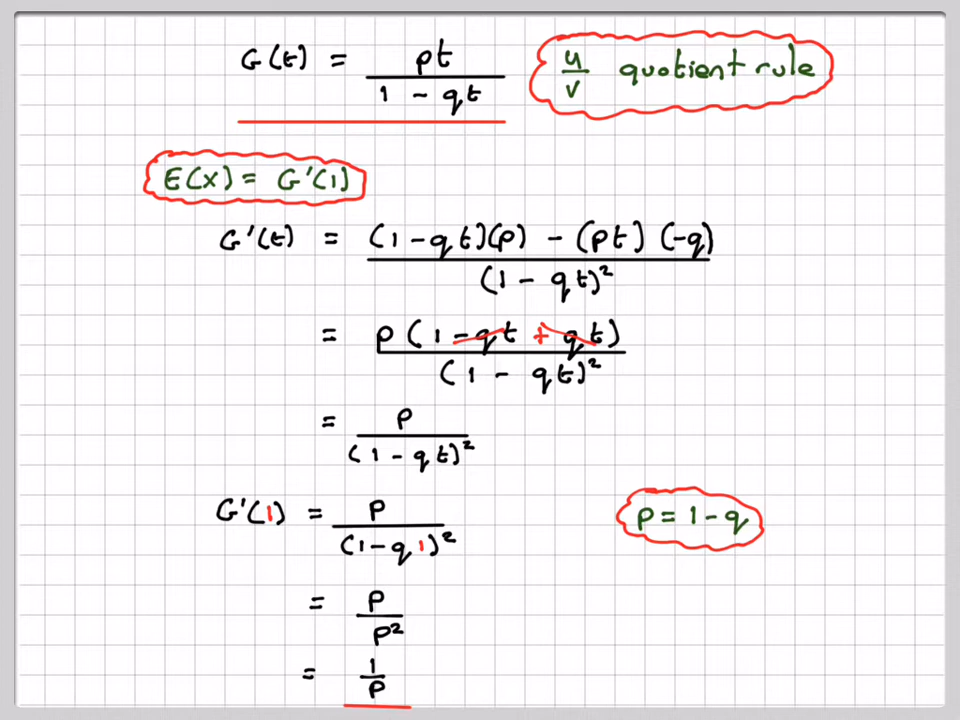 G(t) = pt / 1 - qt
u/v quotient rule
E(X) = G'(1)
G'(t) = (1 - qt)(p) - (pt)(-q) / (1 - qt)²
= p(1 - qt + qt) / (1 - qt)²
= p / (1 - qt)²
G'(1) = p / (1 - q1)²
p = 1 - q
= p / p²
= 1 / p